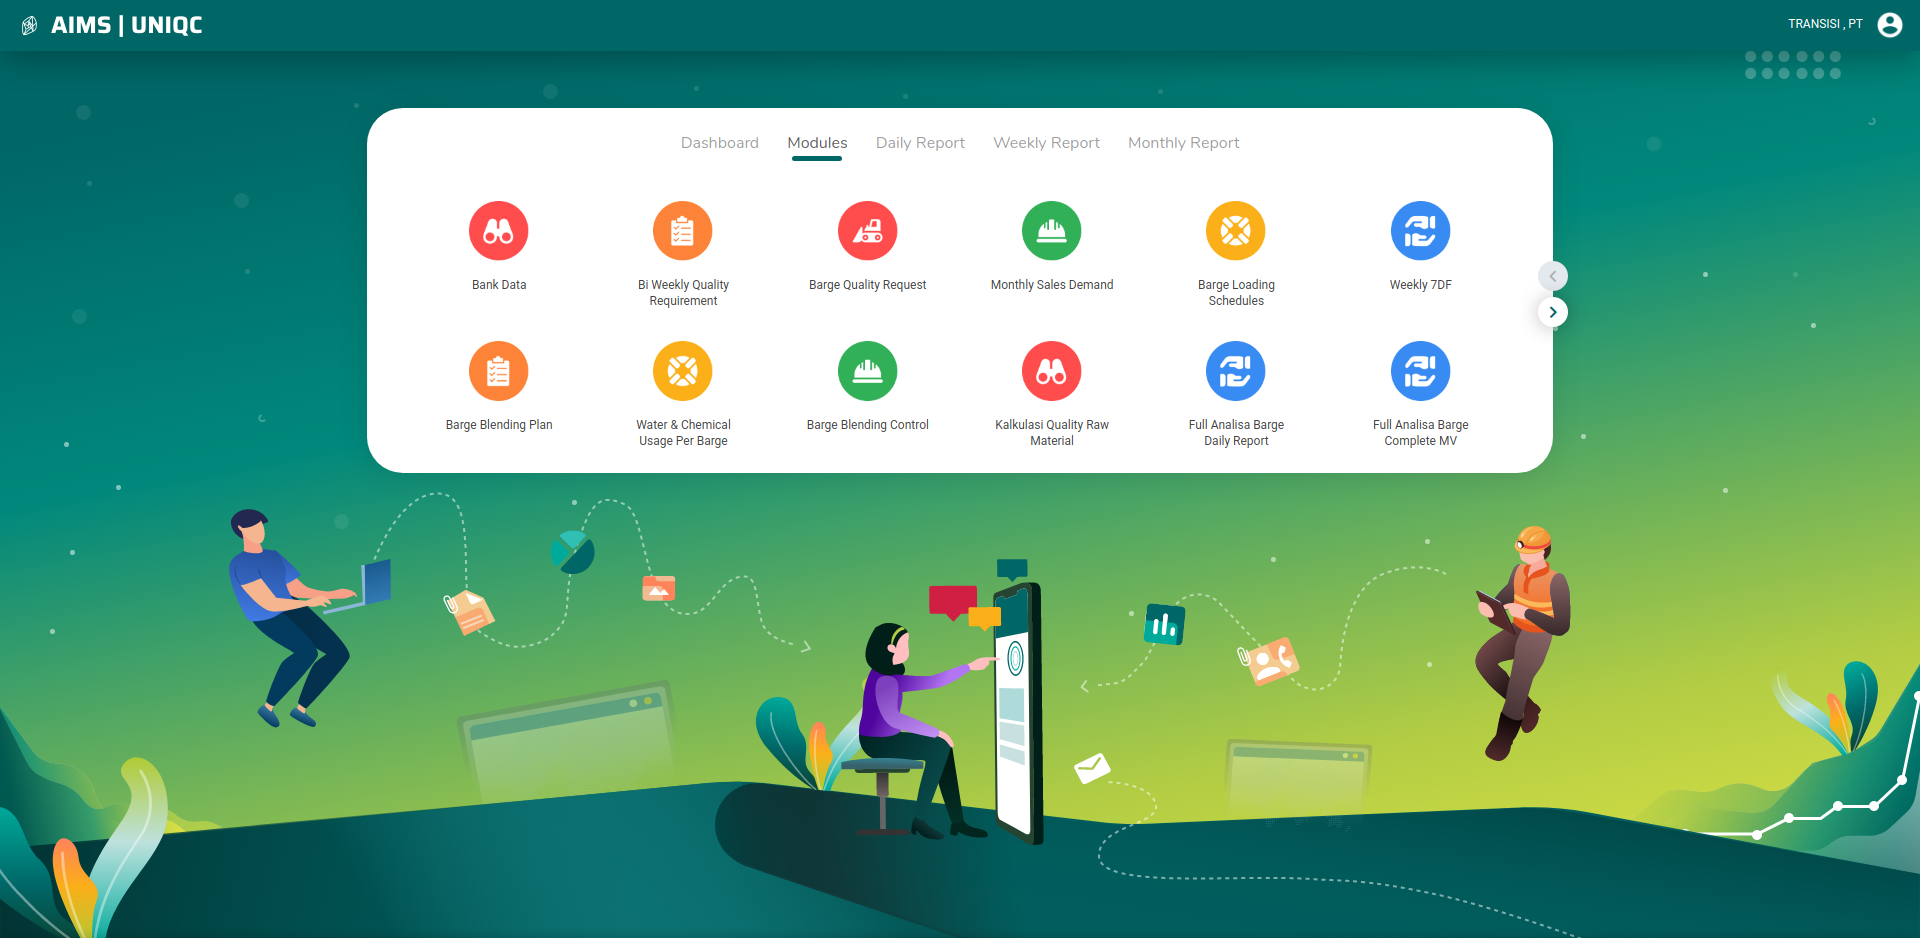 AIMS | UNIQC
TRANSISI , PT
Dashboard Modules Daily Report Weekly Report Monthly Report
Bank Data
Bi Weekly Quality
Requirement
Barge Quality Request
Monthly Sales Demand
Barge Loading
Schedules
Weekly 7DF
Barge Blending Plan
Water & Chemical
Usage Per Barge
Barge Blending Control
Kalkulasi Quality Raw
Material
Full Analisa Barge
Daily Report
Full Analisa Barge
Complete MV